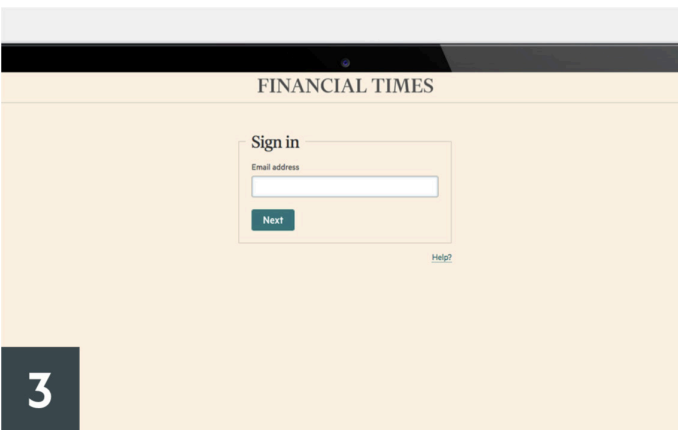 FINANCIAL TIMES
Sign in
Email address
Next
Help?
3